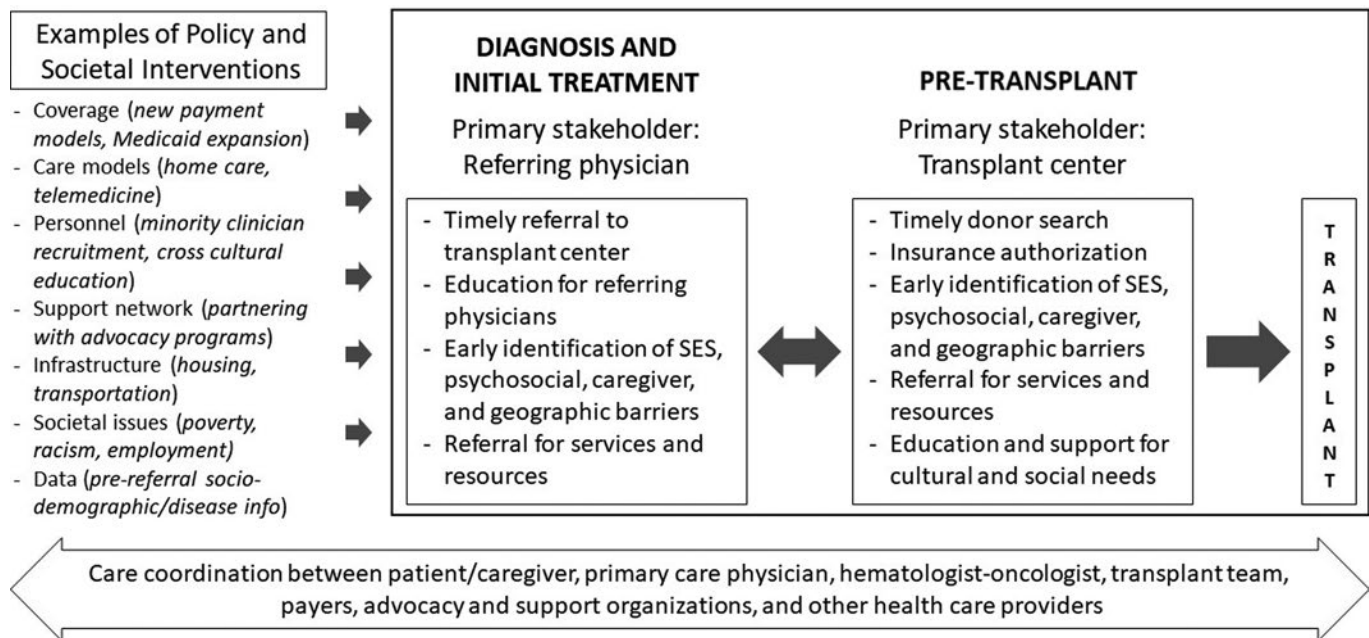 Examples of Policy and
Societal Interventions
- Coverage (new payment
models, Medicaid expansion)
- Care models (home care,
telemedicine)
- Personnel (minority clinician
recruitment, cross cultural
education)
- Support network (partnering
with advocacy programs)
- Infrastructure (housing,
transportation)
- Societal issues (poverty,
racism, employment)
- Data (pre-referral socio-
demographic/disease info)
DIAGNOSIS AND
INITIAL TREATMENT
Primary stakeholder:
Referring physician
- Timely referral to
transplant center
- Education for referring
physicians
- Early identification of SES,
psychosocial, caregiver,
and geographic barriers
- Referral for services and
resources
PRE-TRANSPLANT
Primary stakeholder:
Transplant center
- Timely donor search
- Insurance authorization
- Early identification of SES,
psychosocial, caregiver,
and geographic barriers
- Referral for services and
resources
- Education and support for
cultural and social needs
TRANSPLANT
Care coordination between patient/caregiver, primary care physician, hematologist-oncologist, transplant team,
payers, advocacy and support organizations, and other health care providers